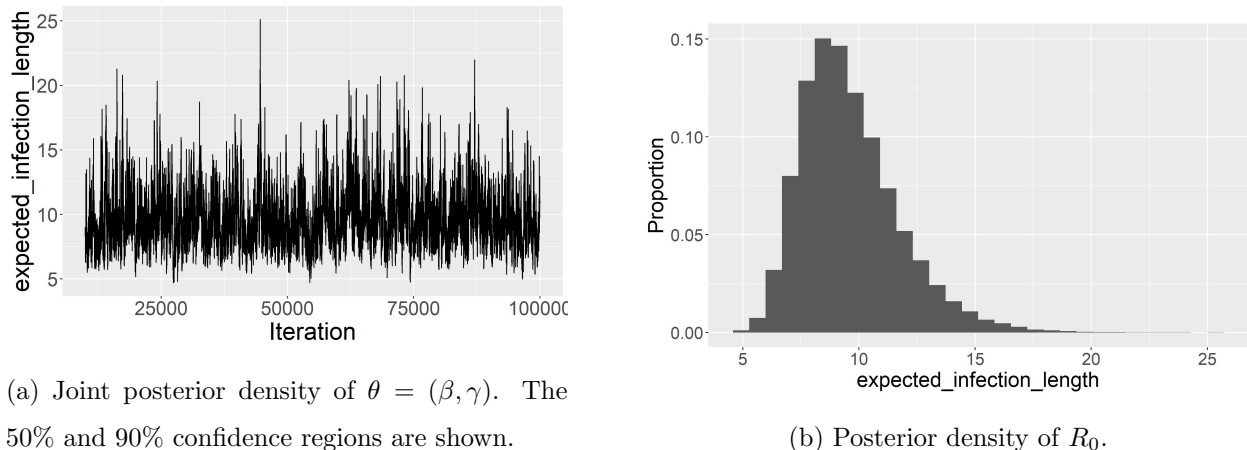 25
20
15
10
5
expected_infection_length
25000 50000 75000 100000
Iteration
(a) Joint posterior density of θ = (β, γ). The
50% and 90% confidence regions are shown.
0.15
0.10
0.05
0.00
Proportion
5 10 15 20 25
expected_infection_length
(b) Posterior density of R₀.